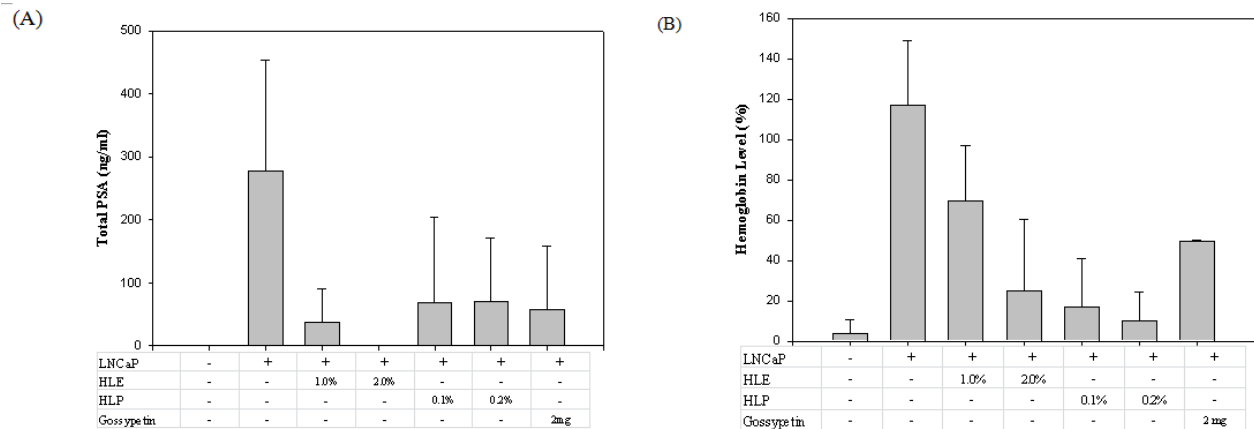 (A)
500
400
300
200
100
0
Total PSA (ng/ml)
LNCaP - + + + + + +
HLE - - 1.0% 2.0% - - -
HLP - - - - 0.1% 0.2% -
Gossypetin - - - - - - 2mg
(B)
160
140
120
100
80
60
40
20
0
Hemoglobin Level (%)
LNCaP - + + + + + +
HLE - - 1.0% 2.0% - - -
HLP - - - - 0.1% 0.2% -
Gossypetin - - - - - - 2 mg